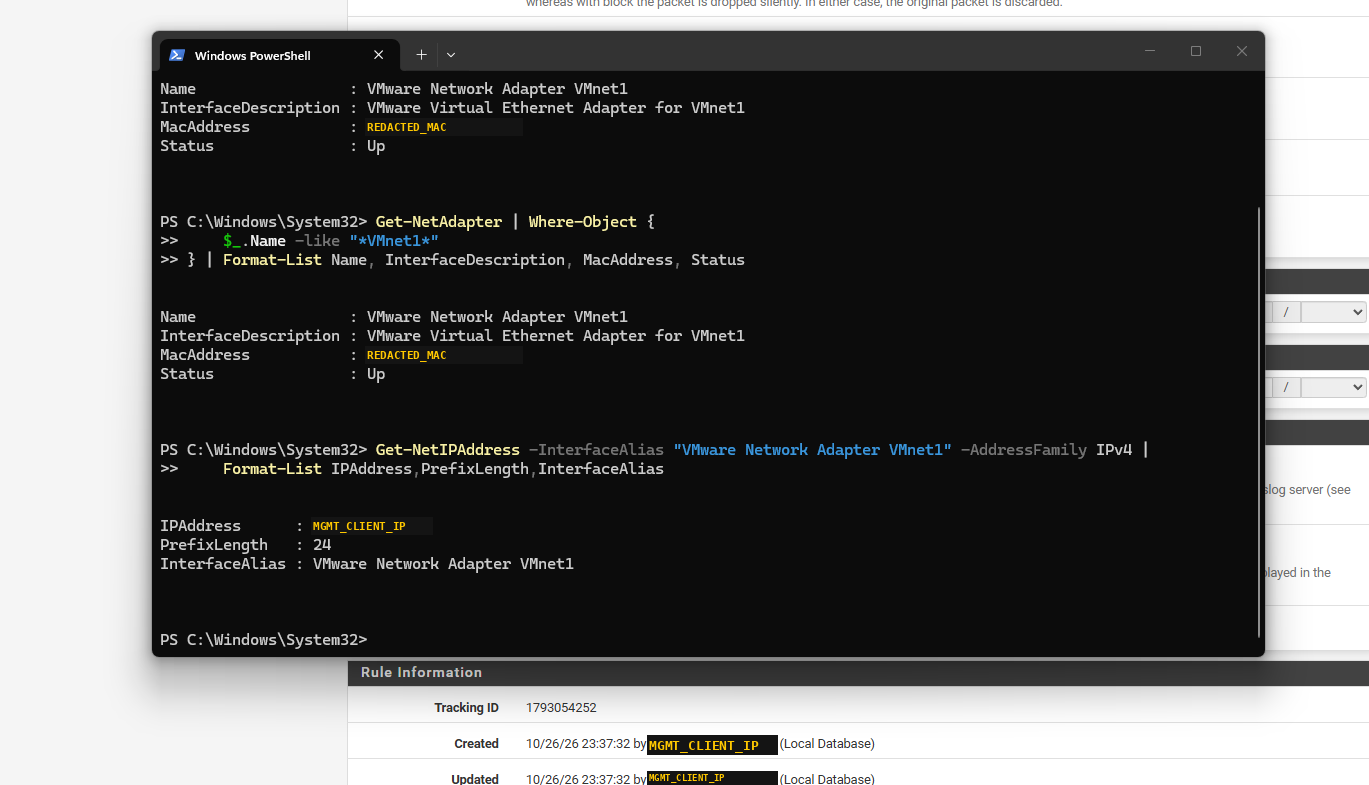 whereas with block the packet is dropped silently. In either case, the original packet is discarded.
Windows PowerShell
Name : VMware Network Adapter VMnet1
InterfaceDescription : VMware Virtual Ethernet Adapter for VMnet1
MacAddress : REDACTED_MAC
Status : Up
PS C:\Windows\System32> Get-NetAdapter | Where-Object {
>> $_.Name -like "*VMnet1*"
>> } | Format-List Name, InterfaceDescription, MacAddress, Status
Name : VMware Network Adapter VMnet1
InterfaceDescription : VMware Virtual Ethernet Adapter for VMnet1
MacAddress : REDACTED_MAC
Status : Up
/
/
PS C:\Windows\System32> Get-NetIPAddress -InterfaceAlias "VMware Network Adapter VMnet1" -AddressFamily IPv4 |
>> Format-List IPAddress,PrefixLength,InterfaceAlias
slog server (see
IPAddress : MGMT_CLIENT_IP
PrefixLength : 24
InterfaceAlias : VMware Network Adapter VMnet1
played in the
PS C:\Windows\System32>
Rule Information
Tracking ID 1793054252
Created 10/26/26 23:37:32 by MGMT_CLIENT_IP (Local Database)
Updated 10/26/26 23:37:32 by MGMT_CLIENT_IP (Local Database)